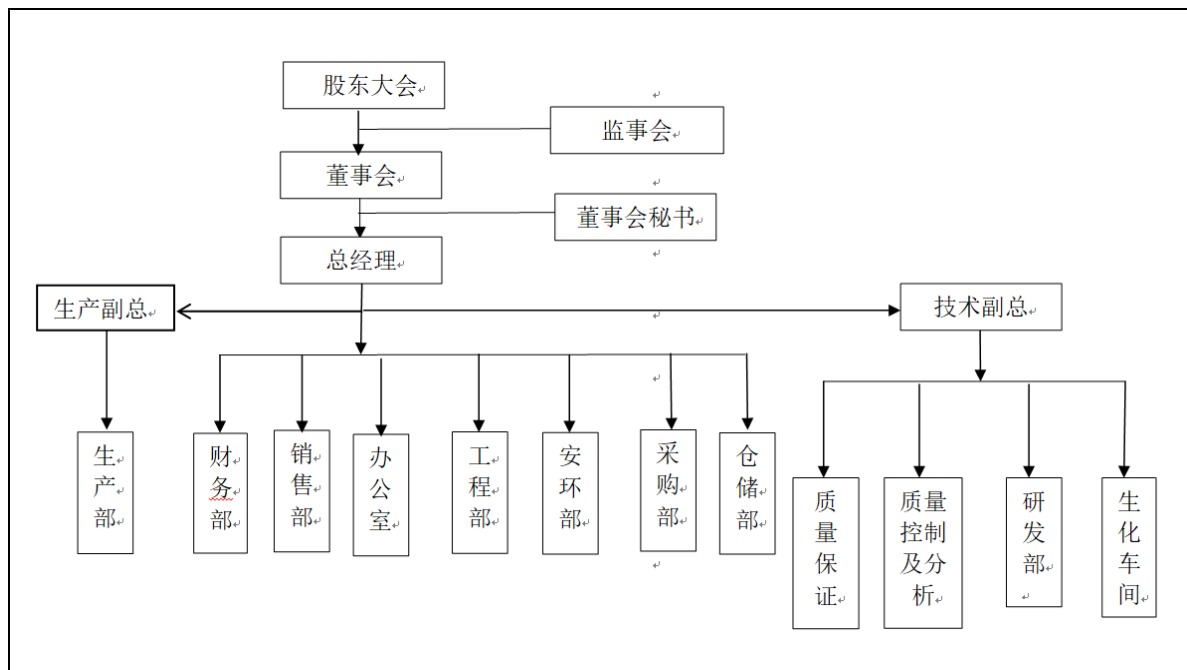 股东大会
监事会
董事会
董事会秘书
总经理
生产副总
技术副总
生产部
财务部
销售部
办公室
工程部
安环部
采购部
仓储部
质量保证
质量
控制
及分
析
研发部
生化车间